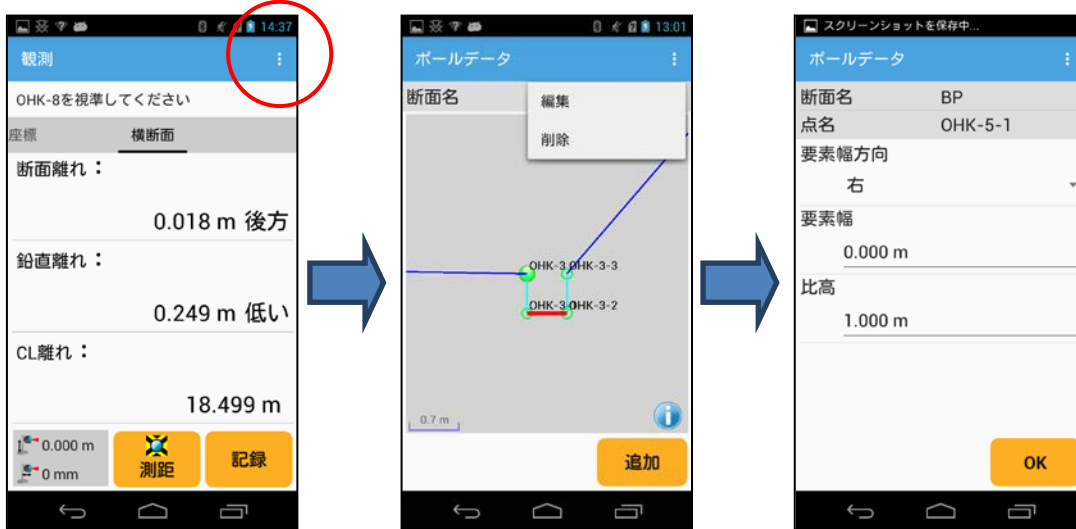 14:37
観測
OHK-8を視準してください
座標
横断面
断面離れ：
0.018 m 後方
鉛直離れ：
0.249 m 低い
CL離れ：
18.499 m
0.000 m
0 mm
測距
記録
13:01
ポールデータ
断面名
編集
削除
OHK-3
OHK-3-3
OHK-3
OHK-3-2
0.7 m
追加
スクリーンショットを保存中...
ポールデータ
断面名 BP
点名 OHK-5-1
要素幅方向
右
要素幅
0.000 m
比高
1.000 m
OK